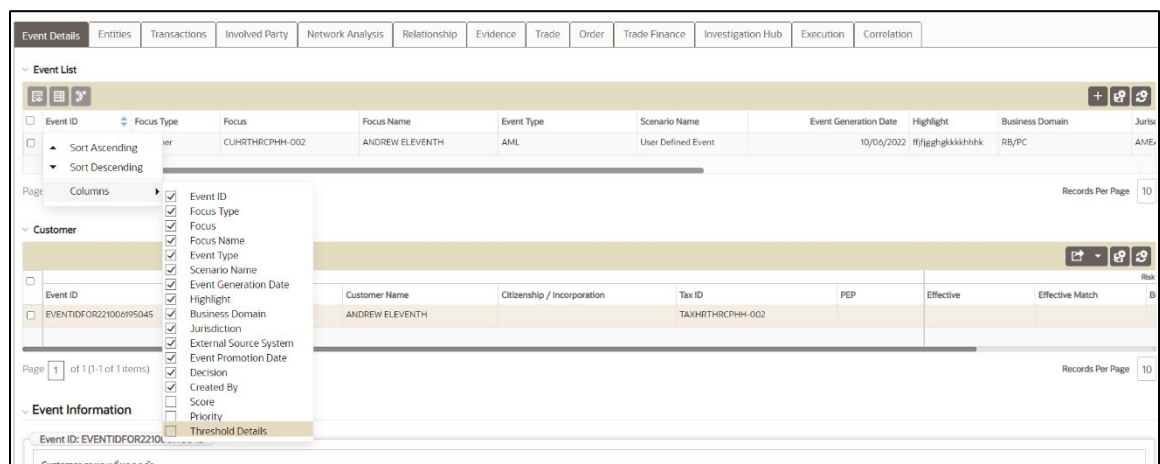 Event Details Entities Transactions Involved Party Network Analysis Relationship Evidence Trade Order Trade Finance Investigation Hub Execution Correlation
Event List
Event ID Focus Type Focus Focus Name Event Type Scenario Name Event Generation Date Highlight Business Domain
CUHRTHRCPHH-002 ANDREW ELEVENTH AML User Defined Event 10/06/2022 RB/PC
Sort Ascending
Sort Descending
Columns
Page Records Per Page 10
Event ID
Focus Type
Focus
Focus Name
Event Type
Scenario Name
Event Generation Date
Highlight
Business Domain
Jurisdiction
External Source System
Event Promotion Date
Decision
Created By
Score
Priority
Threshold Details
Customer
Risk
Event ID Customer Name Citizenship / Incorporation Tax ID PEP Effective Effective Match
EVENTIDFOR221006195045 ANDREW ELEVENTH TAXHRTHRCPHH-002
Page 1 of 1 (1-1 of 1 items) Records Per Page 10
Event Information
Event ID: